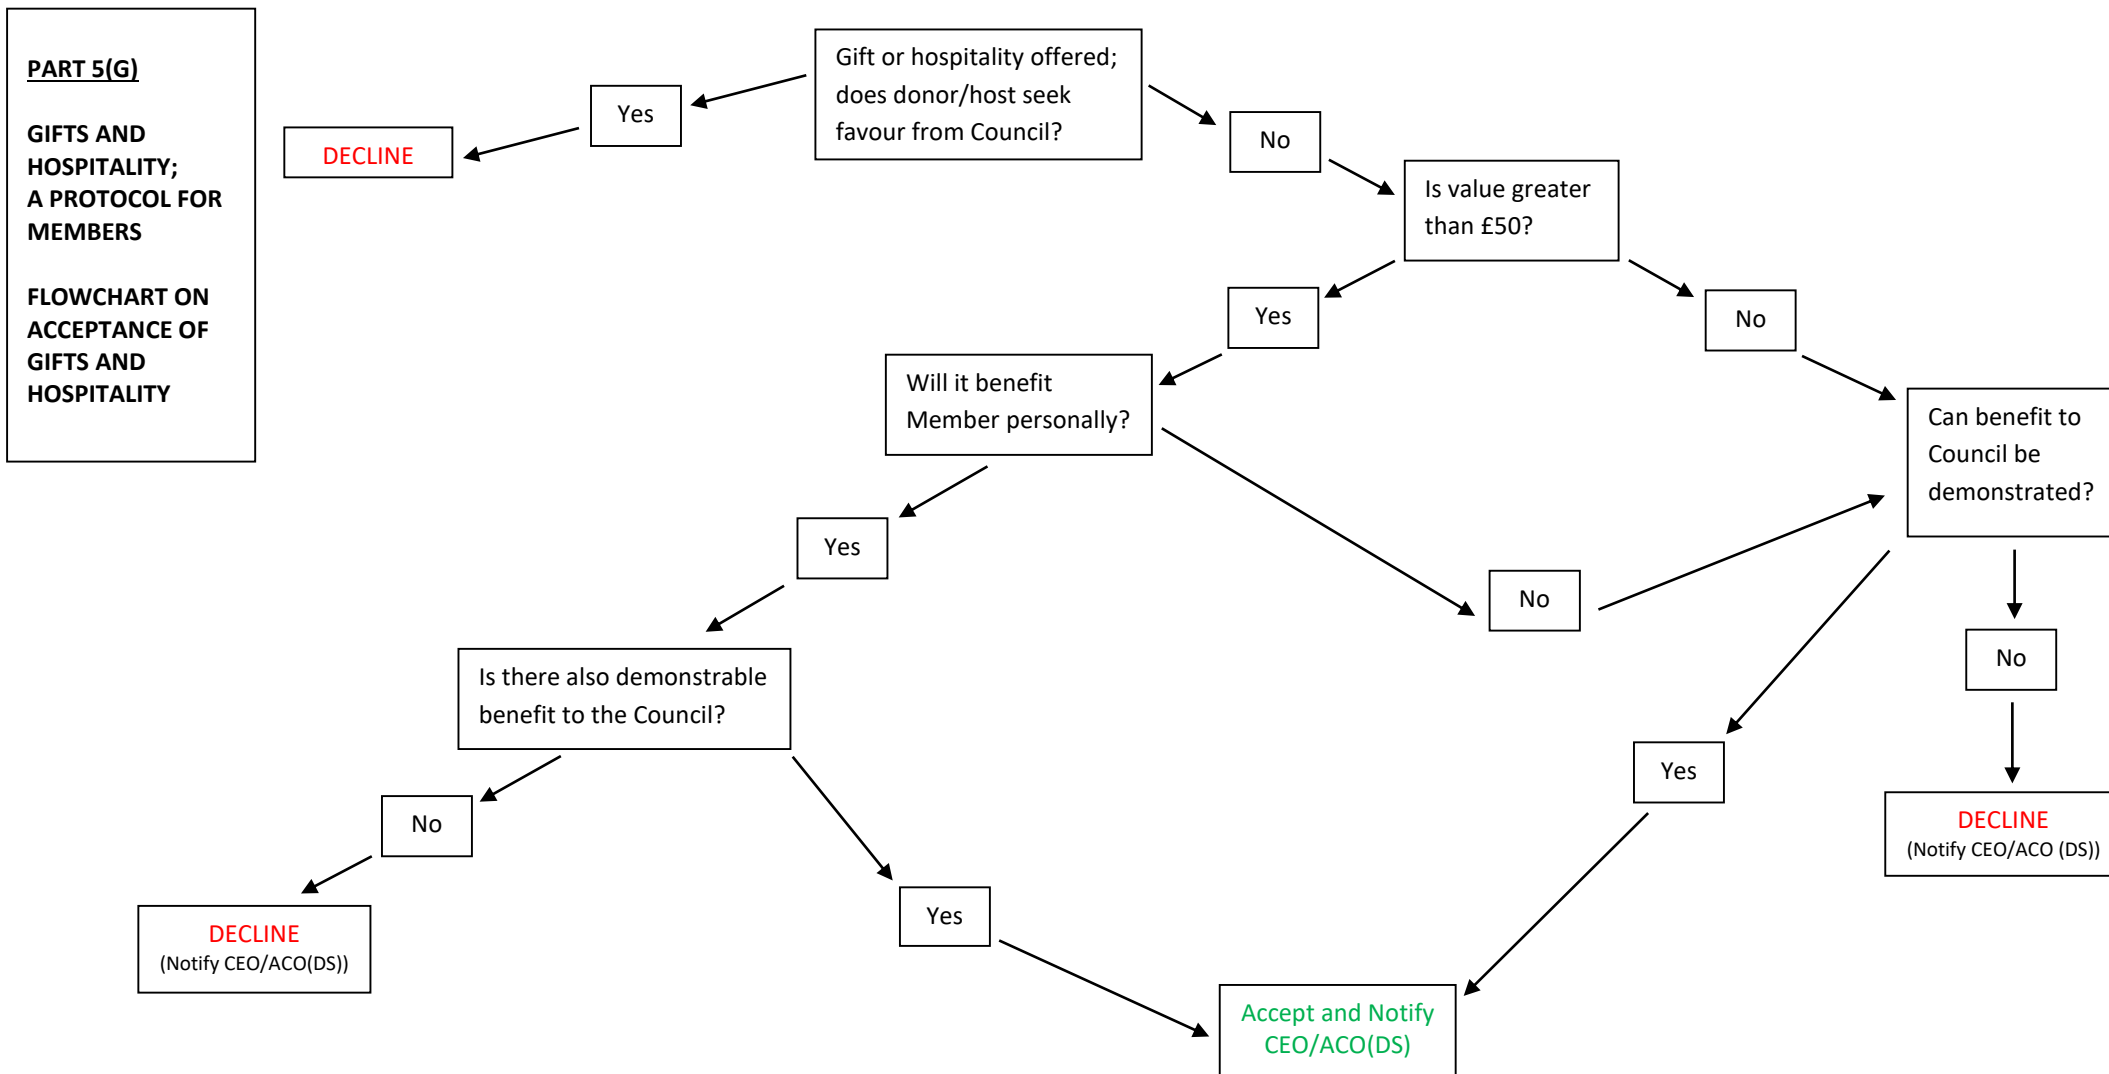 PART 5(G)
GIFTS AND
HOSPITALITY;
A PROTOCOL FOR
MEMBERS
FLOWCHART ON
ACCEPTANCE OF
GIFTS AND
HOSPITALITY
Gift or hospitality offered;
does donor/host seek
favour from Council?
Yes
DECLINE
No
Is value greater
than £50?
Yes
No
Will it benefit
Member personally?
Can benefit to
Council be
demonstrated?
Yes
No
Is there also demonstrable
benefit to the Council?
No
Yes
No
DECLINE
(Notify CEO/ACO (DS))
Yes
DECLINE
(Notify CEO/ACO(DS))
Accept and Notify
CEO/ACO(DS)